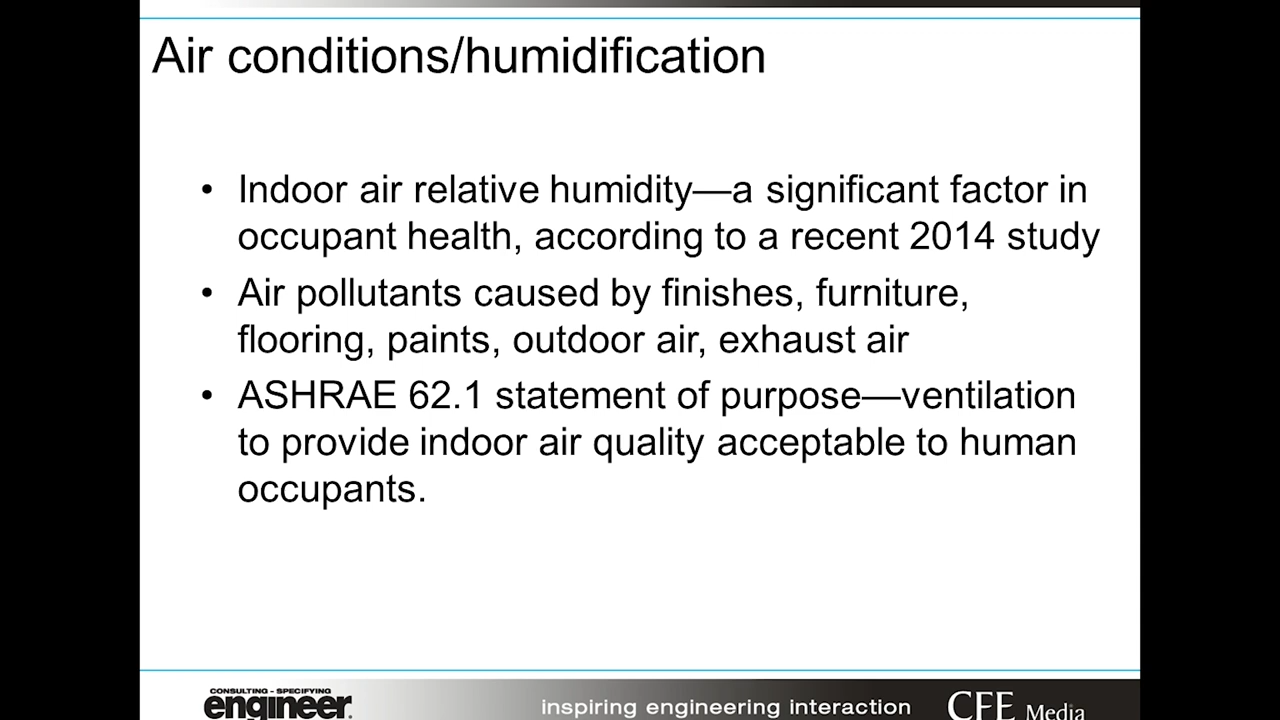 Air conditions/humidification
• Indoor air relative humidity—a significant factor in
occupant health, according to a recent 2014 study
• Air pollutants caused by finishes, furniture,
flooring, paints, outdoor air, exhaust air
• ASHRAE 62.1 statement of purpose—ventilation
to provide indoor air quality acceptable to human
occupants.
CONSULTING-SPECIFYING
engineer.
inspiring engineering interaction
CFE Media